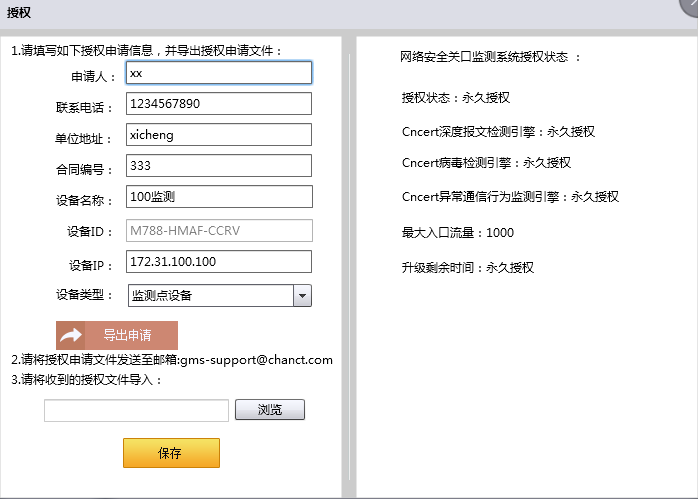 授权
1.请填写如下授权申请信息，并导出授权申请文件：
申请人： xx
联系电话： 1234567890
单位地址： xicheng
合同编号： 333
设备名称： 100监测
设备ID： M788-HMAF-CCRV
设备IP： 172.31.100.100
设备类型： 监测点设备
导出申请
2.请将授权申请文件发送至邮箱:gms-support@chanct.com
3.请将收到的授权文件导入：
浏览
保存
网络安全关口监测系统授权状态 ：
授权状态：永久授权
Cncert深度报文检测引擎：永久授权
Cncert病毒检测引擎：永久授权
Cncert异常通信行为监测引擎：永久授权
最大入口流量：1000
升级剩余时间：永久授权